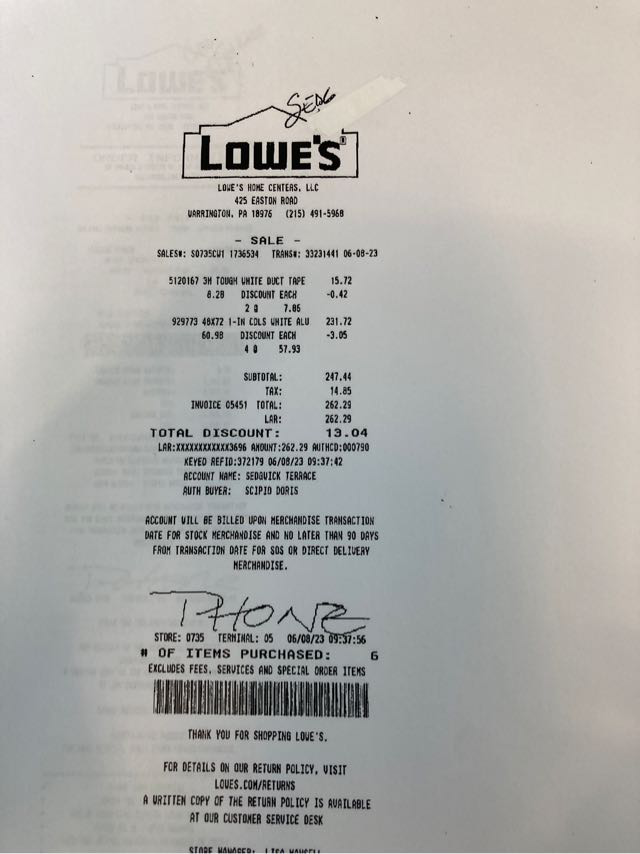 SEDG
LOWE'S
LOWE'S HOME CENTERS, LLC
425 EASTON ROAD
WARRINGTON, PA 18976 (215) 491-5968
- SALE -
SALES#: S0735CW1 1736534 TRANS#: 33231441 06-08-23
5120167 3M TOUGH WHITE DUCT TAPE 15.72
8.28 DISCOUNT EACH -0.42
2 @ 7.86
929773 48X72 1-IN CDLS WHITE ALU 231.72
60.98 DISCOUNT EACH -3.05
4 @ 57.93
SUBTOTAL: 247.44
TAX: 14.85
INVOICE 05451 TOTAL: 262.29
LAR: 262.29
TOTAL DISCOUNT: 13.04
LAR:XXXXXXXXXXXX3696 AMOUNT:262.29 AUTHCD:000790
KEYED REFID:372179 06/08/23 09:37:42
ACCOUNT NAME: SEDGWICK TERRACE
AUTH BUYER: SCIPIO DORIS
ACCOUNT WILL BE BILLED UPON MERCHANDISE TRANSACTION
DATE FOR STOCK MERCHANDISE AND NO LATER THAN 90 DAYS
FROM TRANSACTION DATE FOR SOS OR DIRECT DELIVERY
MERCHANDISE.
PHONE
STORE: 0735 TERMINAL: 05 06/08/23 09:37:56
# OF ITEMS PURCHASED: 6
EXCLUDES FEES, SERVICES AND SPECIAL ORDER ITEMS
THANK YOU FOR SHOPPING LOWE'S.
FOR DETAILS ON OUR RETURN POLICY, VISIT
LOWES.COM/RETURNS
A WRITTEN COPY OF THE RETURN POLICY IS AVAILABLE
AT OUR CUSTOMER SERVICE DESK
STORE MANAGER: LISA